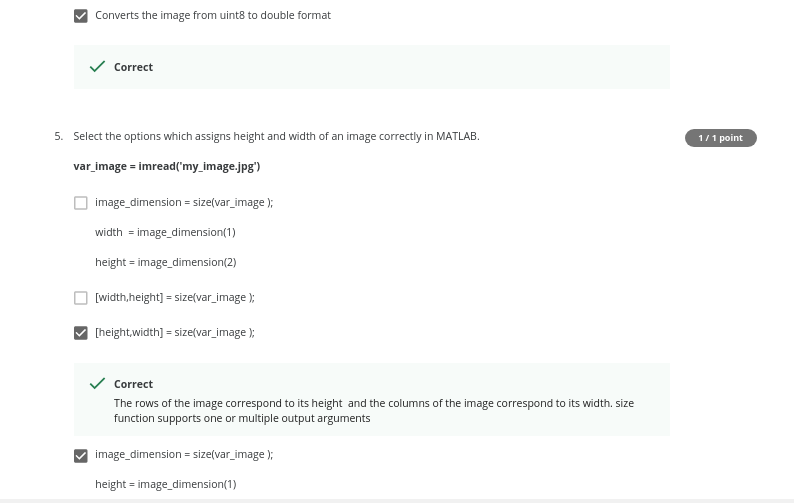 Converts the image from uint8 to double format
Correct
5. Select the options which assigns height and width of an image correctly in MATLAB.
1 / 1 point
var_image = imread('my_image.jpg')
image_dimension = size(var_image );
width  = image_dimension(1)
height = image_dimension(2)
[width,height] = size(var_image );
[height,width] = size(var_image );
Correct
The rows of the image correspond to its height  and the columns of the image correspond to its width. size
function supports one or multiple output arguments
image_dimension = size(var_image );
height = image_dimension(1)